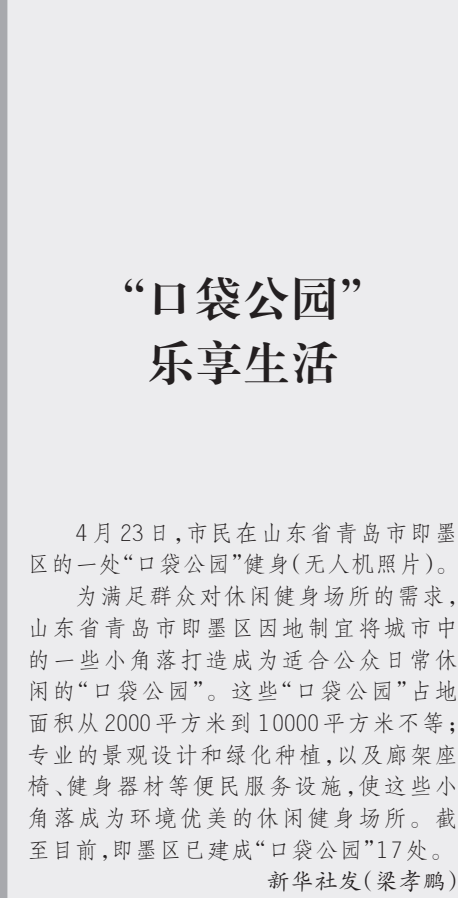 “口袋公园”
乐享生活
4月23日,市民在山东省青岛市即墨
区的一处“口袋公园”健身(无人机照片)。
为满足群众对休闲健身场所的需求,
山东省青岛市即墨区因地制宜将城市中
的一些小角落打造成为适合公众日常休
闲的“口袋公园”。这些“口袋公园”占地
面积从2000平方米到10000平方米不等;
专业的景观设计和绿化种植,以及廊架座
椅、健身器材等便民服务设施,使这些小
角落成为环境优美的休闲健身场所。截
至目前,即墨区已建成“口袋公园”17处。
新华社发(梁孝鹏)